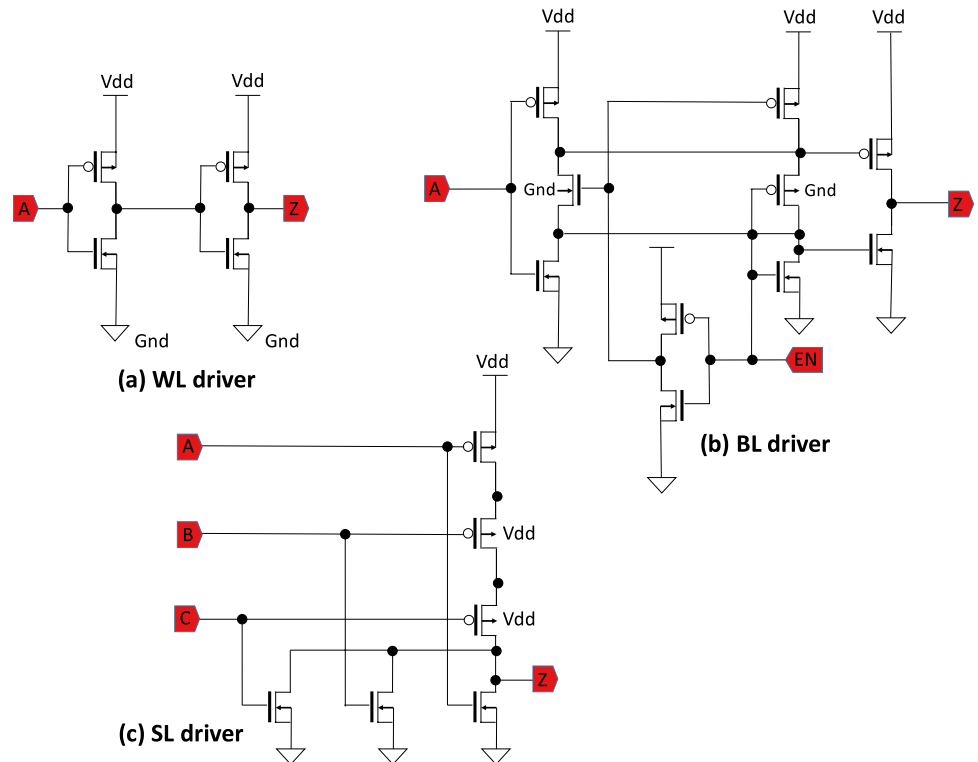 Vdd
Vdd
A
Z
Gnd
Gnd
(a) WL driver
Vdd
Vdd
Vdd
A
Gnd
Gnd
Z
EN
(b) BL driver
Vdd
A
B
Vdd
C
Vdd
Z
(c) SL driver